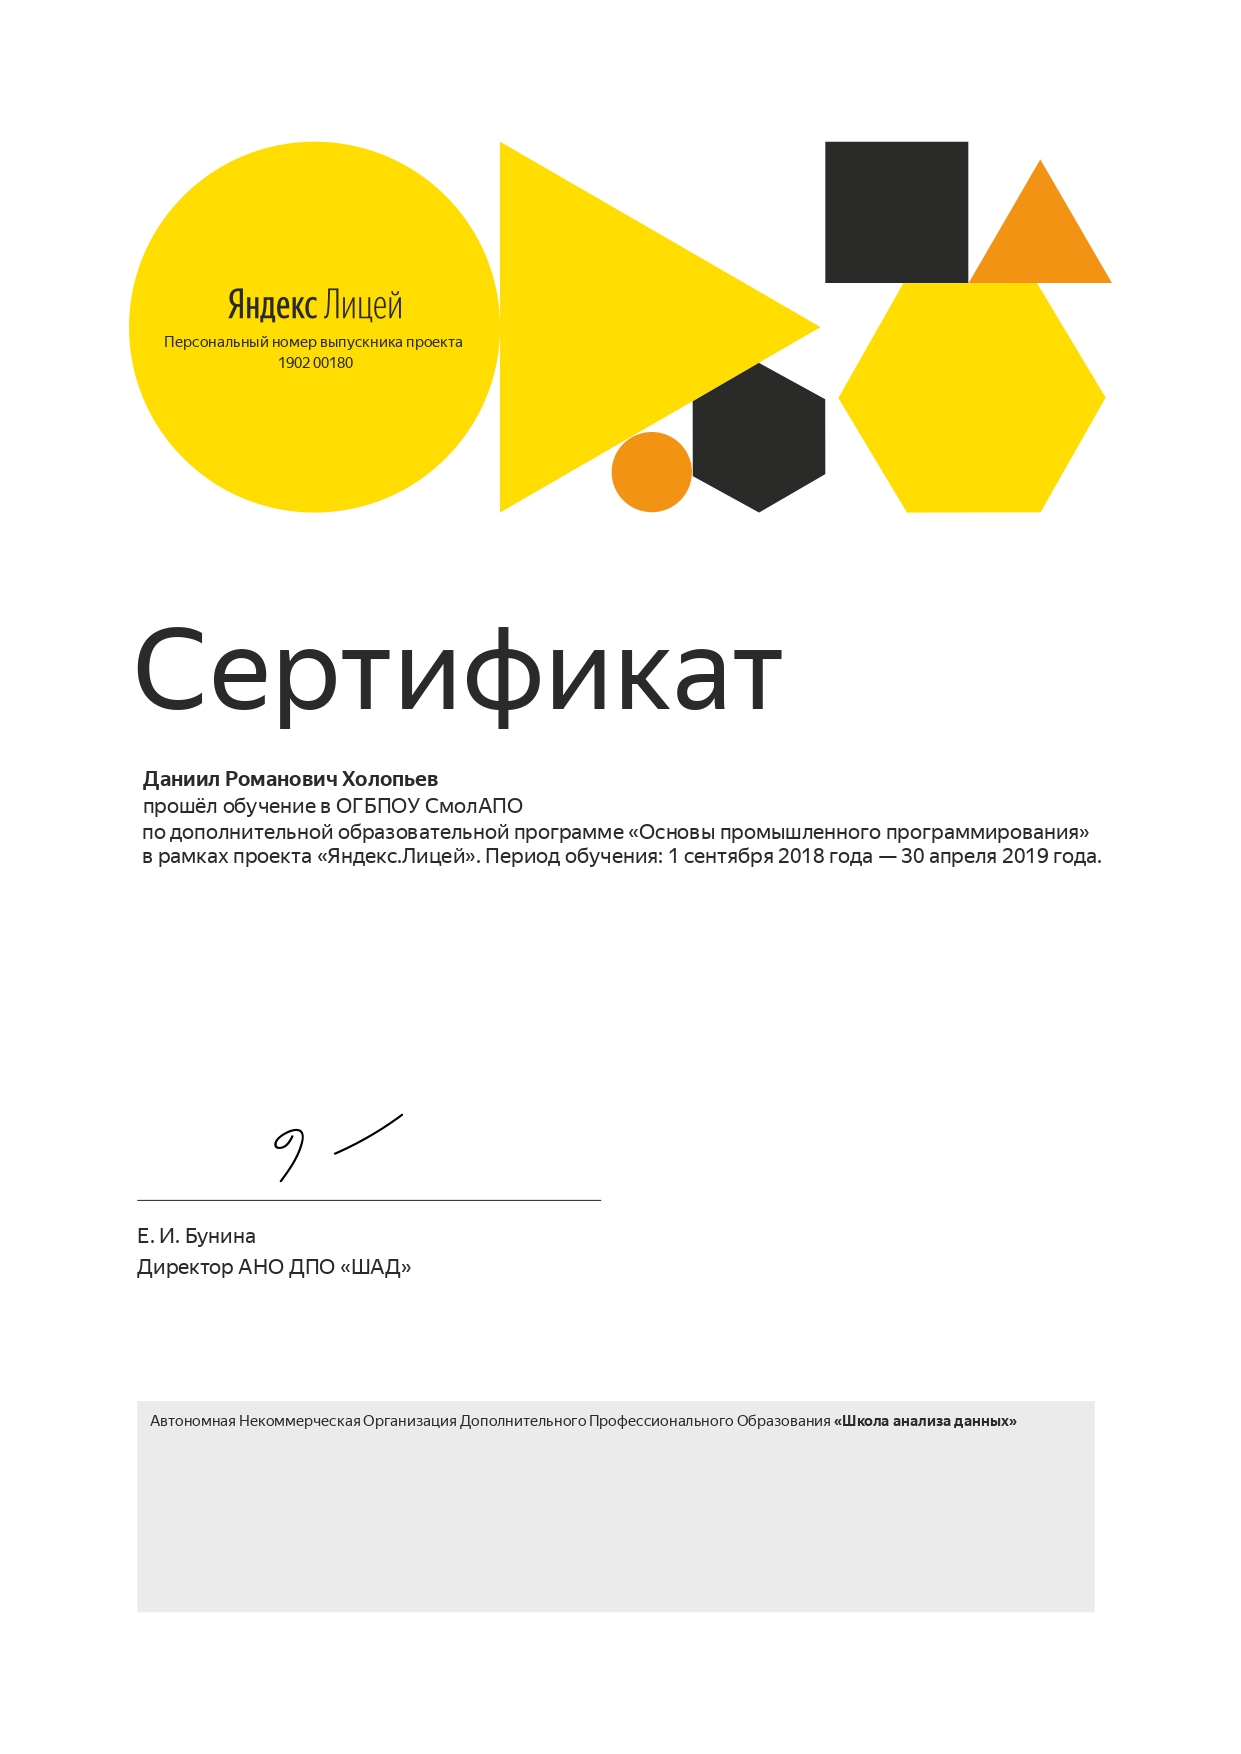 Яндекс Лицей
Персональный номер выпускника проекта
1902 00180
Сертификат
Даниил Романович Холопьев
прошёл обучение в ОГБПОУ СмолАПО
по дополнительной образовательной программе «Основы промышленного программирования»
в рамках проекта «Яндекс.Лицей». Период обучения: 1 сентября 2018 года — 30 апреля 2019 года.
Е. И. Бунина
Директор АНО ДПО «ШАД»
Автономная Некоммерческая Организация Дополнительного Профессионального Образования «Школа анализа данных»